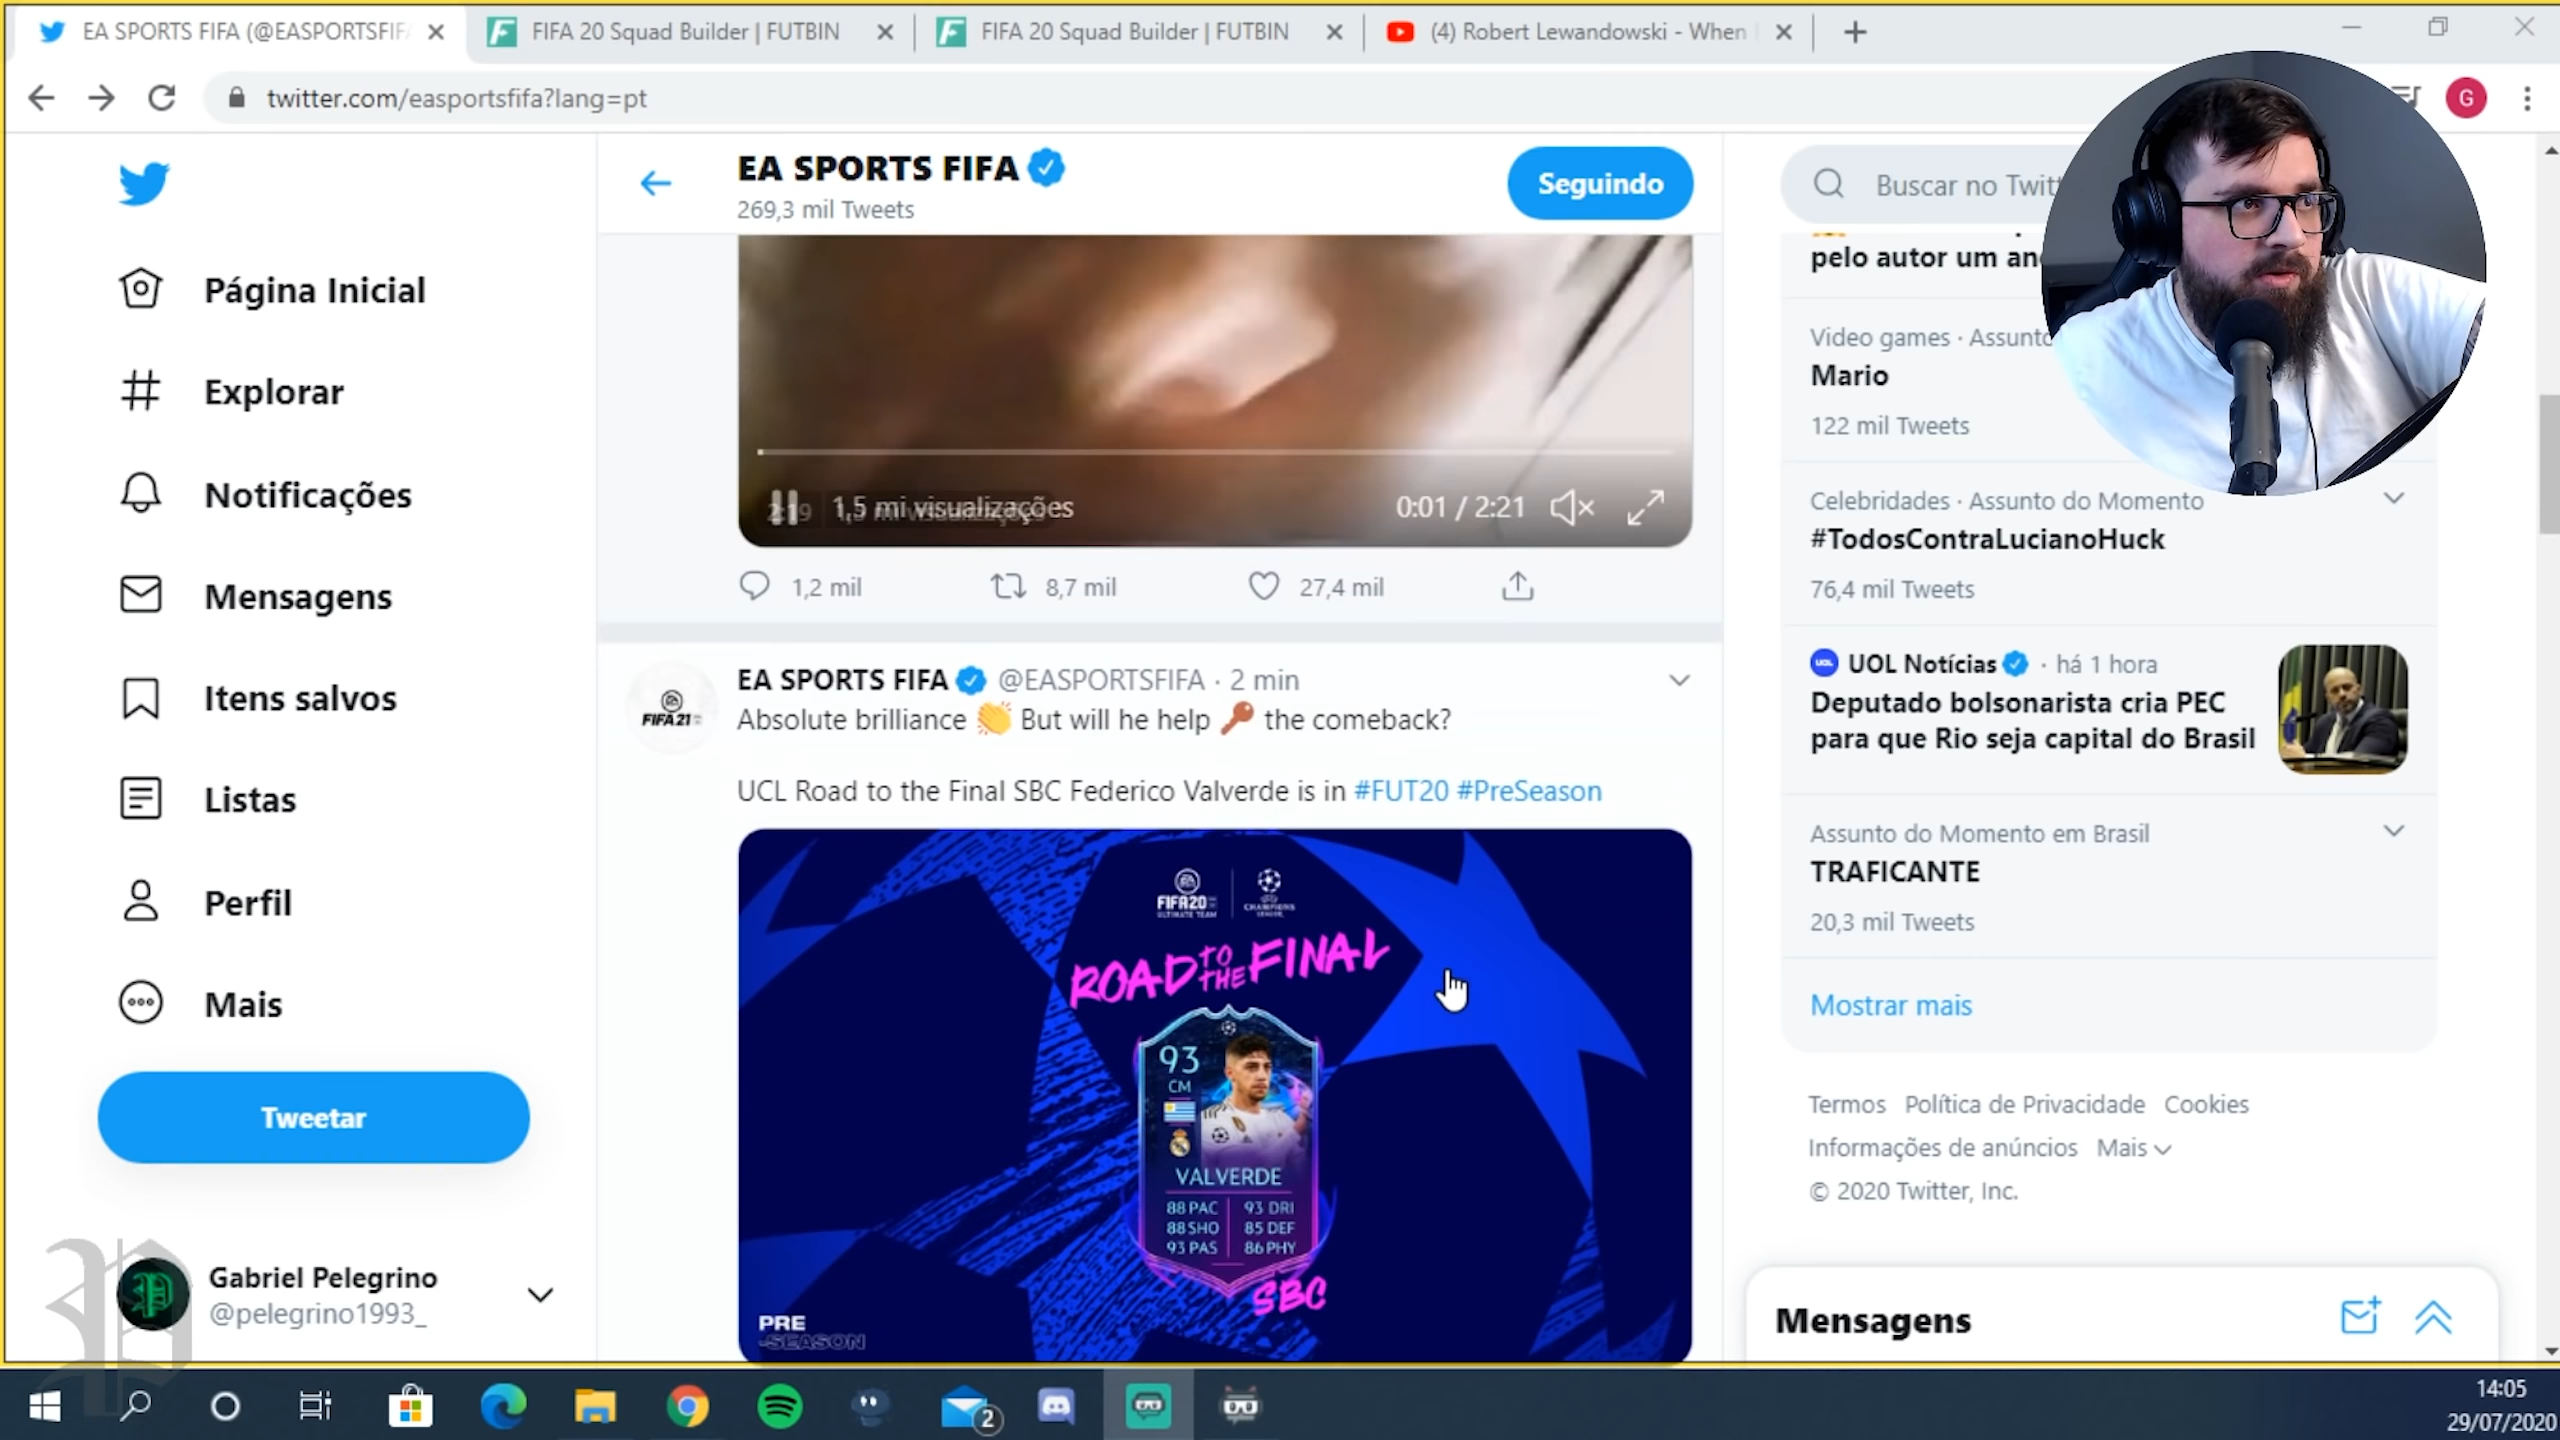 EA SPORTS FIFA (@EASPORTSFIFA
FIFA 20 Squad Builder | FUTBIN
FIFA 20 Squad Builder | FUTBIN
(4) Robert Lewandowski - When
twitter.com/easportsfifa?lang=pt
G
EA SPORTS FIFA
269,3 mil Tweets
Seguindo
Buscar no Twitt
Página Inicial
Explorar
Notificações
Mensagens
Itens salvos
Listas
Perfil
Mais
Tweetar
Gabriel Pelegrino
@pelegrino1993_
2:19
1,5 mi visualizações
0:01 / 2:21
1,2 mil
8,7 mil
27,4 mil
FIFA 21
EA SPORTS FIFA @EASPORTSFIFA · 2 min
Absolute brilliance 👏 But will he help 🔑 the comeback?
UCL Road to the Final SBC Federico Valverde is in #FUT20 #PreSeason
FIFA20
ULTIMATE TEAM
CHAMPIONS
LEAGUE
ROAD TO THE FINAL
93
CM
VALVERDE
88 PAC 93 DRI
88 SHO 85 DEF
93 PAS 86 PHY
SBC
PRE
-SEASON
pelo autor um an
Video games · Assunto
Mario
122 mil Tweets
Celebridades · Assunto do Momento
#TodosContraLucianoHuck
76,4 mil Tweets
UOL Notícias · há 1 hora
Deputado bolsonarista cria PEC
para que Rio seja capital do Brasil
Assunto do Momento em Brasil
TRAFICANTE
20,3 mil Tweets
Mostrar mais
Termos Política de Privacidade Cookies
Informações de anúncios Mais
© 2020 Twitter, Inc.
Mensagens
2
14:05
29/07/2020